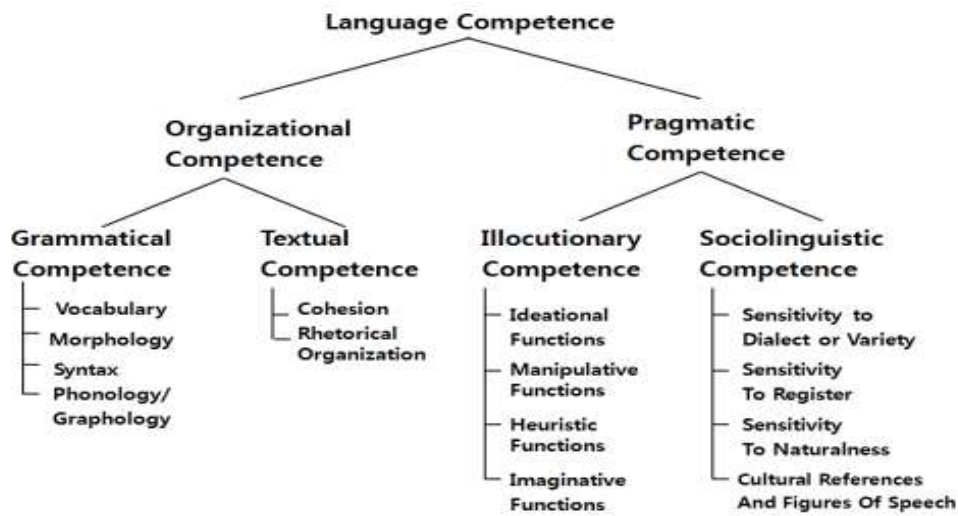 Language Competence
Organizational
Competence
Pragmatic
Competence
Grammatical
Competence
Vocabulary
Morphology
Syntax
Phonology/
Graphology
Textual
Competence
Cohesion
Rhetorical
Organization
Illocutionary
Competence
Ideational
Functions
Manipulative
Functions
Heuristic
Functions
Imaginative
Functions
Sociolinguistic
Competence
Sensitivity to
Dialect or Variety
Sensitivity
To Register
Sensitivity
To Naturalness
Cultural References
And Figures Of Speech